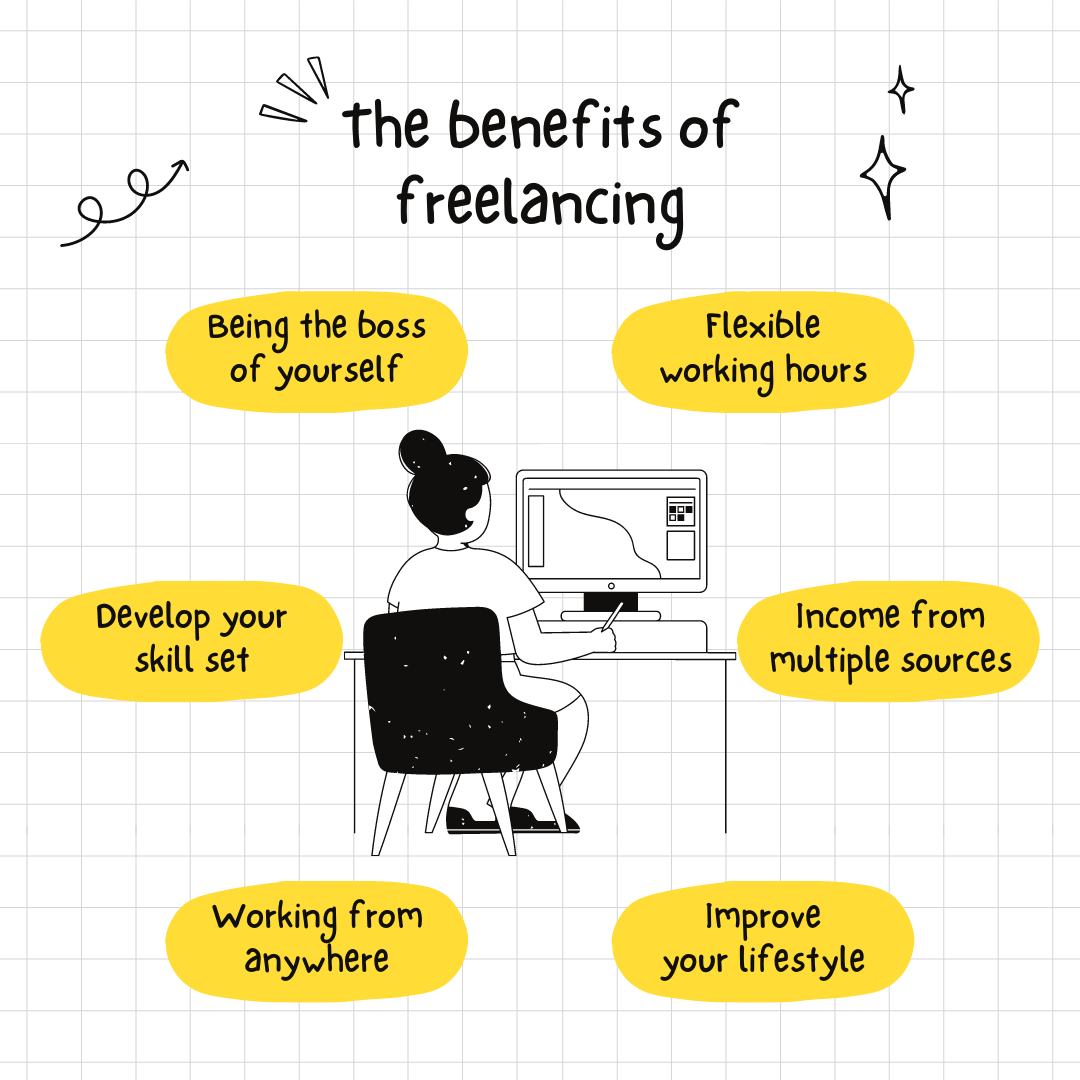 The benefits of
freelancing
Being the boss
of yourself
Flexible
working hours
Develop your
skill set
Income from
multiple sources
Working from
anywhere
Improve
your lifestyle